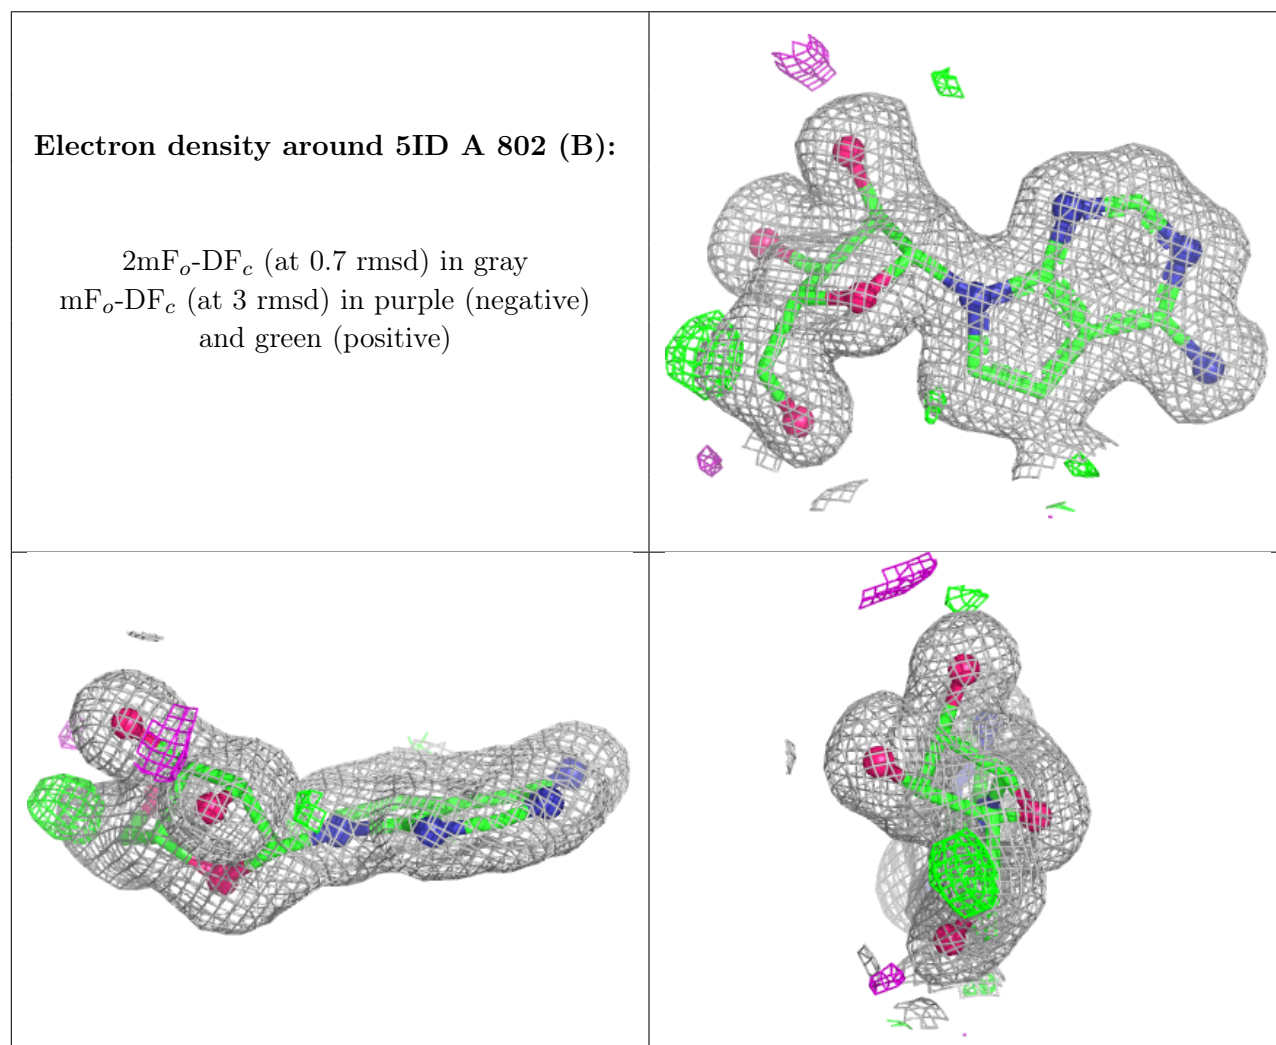 Electron density around 5ID A 802 (B):
2mFo-DFc (at 0.7 rmsd) in gray
mFo-DFc (at 3 rmsd) in purple (negative)
and green (positive)